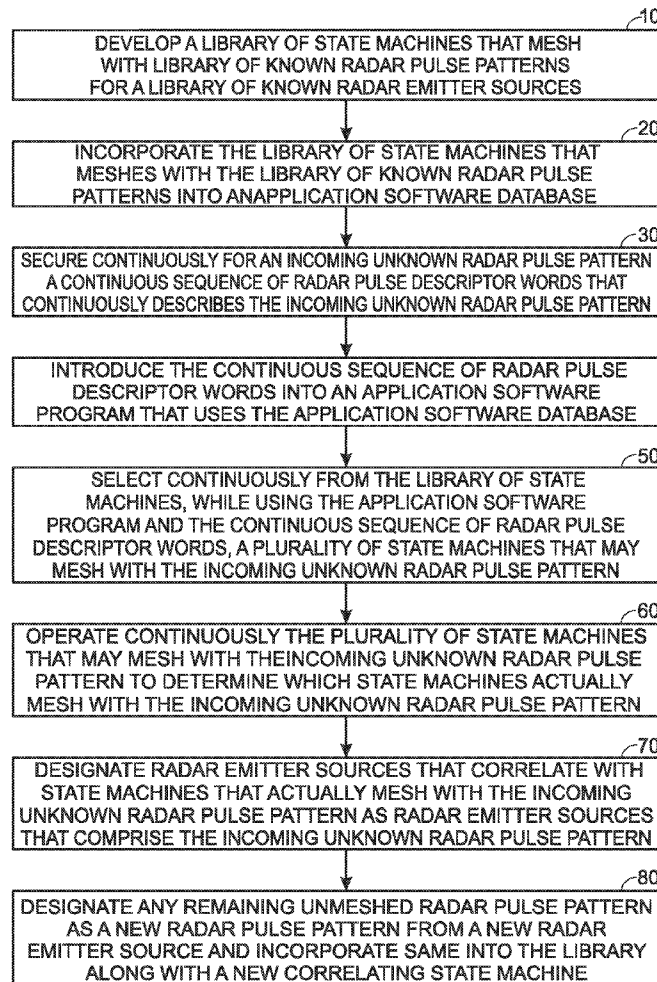 10
DEVELOP A LIBRARY OF STATE MACHINES THAT MESH
WITH LIBRARY OF KNOWN RADAR PULSE PATTERNS
FOR A LIBRARY OF KNOWN RADAR EMITTER SOURCES
20
INCORPORATE THE LIBRARY OF STATE MACHINES THAT
MESHES WITH THE LIBRARY OF KNOWN RADAR PULSE
PATTERNS INTO ANAPPLICATION SOFTWARE DATABASE
30
SECURE CONTINUOUSLY FOR AN INCOMING UNKNOWN RADAR PULSE PATTERN
A CONTINUOUS SEQUENCE OF RADAR PULSE DESCRIPTOR WORDS THAT
CONTINUOUSLY DESCRIBES THE INCOMING UNKNOWN RADAR PULSE PATTERN
INTRODUCE THE CONTINUOUS SEQUENCE OF RADAR PULSE
DESCRIPTOR WORDS INTO AN APPLICATION SOFTWARE
PROGRAM THAT USES THE APPLICATION SOFTWARE DATABASE
50
SELECT CONTINUOUSLY FROM THE LIBRARY OF STATE
MACHINES, WHILE USING THE APPLICATION SOFTWARE
PROGRAM AND THE CONTINUOUS SEQUENCE OF RADAR PULSE
DESCRIPTOR WORDS, A PLURALITY OF STATE MACHINES THAT MAY
MESH WITH THE INCOMING UNKNOWN RADAR PULSE PATTERN
60
OPERATE CONTINUOUSLY THE PLURALITY OF STATE MACHINES
THAT MAY MESH WITH THEINCOMING UNKNOWN RADAR PULSE
PATTERN TO DETERMINE WHICH STATE MACHINES ACTUALLY
MESH WITH THE INCOMING UNKNOWN RADAR PULSE PATTERN
70
DESIGNATE RADAR EMITTER SOURCES THAT CORRELATE WITH
STATE MACHINES THAT ACTUALLY MESH WITH THE INCOMING
UNKNOWN RADAR PULSE PATTERN AS RADAR EMITTER SOURCES
THAT COMPRISE THE INCOMING UNKNOWN RADAR PULSE PATTERN
80
DESIGNATE ANY REMAINING UNMESHED RADAR PULSE PATTERN
AS A NEW RADAR PULSE PATTERN FROM A NEW RADAR
EMITTER SOURCE AND INCORPORATE SAME INTO THE LIBRARY
ALONG WITH A NEW CORRELATING STATE MACHINE